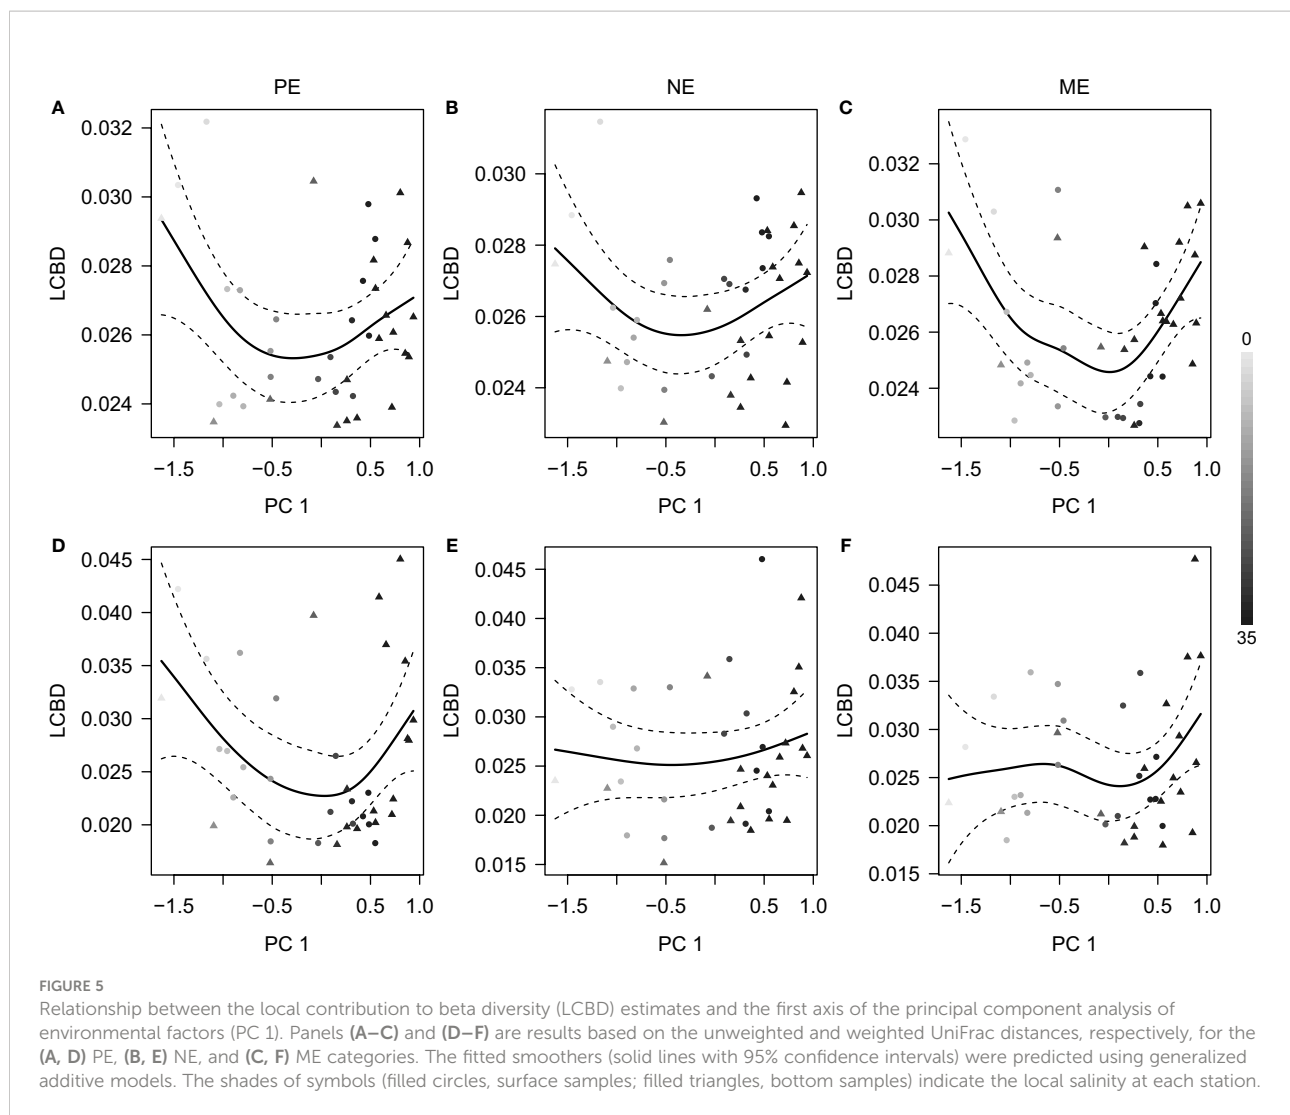 PE NE ME
A B C
0.032
0.030
0.028
0.026
0.024
LCBD
−1.5 −0.5 0.5 1.0
PC 1
0.030
0.028
0.026
0.024
LCBD
−1.5 −0.5 0.5 1.0
PC 1
0.032
0.030
0.028
0.026
0.024
LCBD
−1.5 −0.5 0.5 1.0
PC 1
0
35
D E F
0.045
0.040
0.035
0.030
0.025
0.020
LCBD
−1.5 −0.5 0.5 1.0
PC 1
0.045
0.040
0.035
0.030
0.025
0.020
0.015
LCBD
−1.5 −0.5 0.5 1.0
PC 1
0.045
0.040
0.035
0.030
0.025
0.020
0.015
LCBD
−1.5 −0.5 0.5 1.0
PC 1
FIGURE 5
Relationship between the local contribution to beta diversity (LCBD) estimates and the first axis of the principal component analysis of
environmental factors (PC 1). Panels (A–C) and (D–F) are results based on the unweighted and weighted UniFrac distances, respectively, for the
(A, D) PE, (B, E) NE, and (C, F) ME categories. The fitted smoothers (solid lines with 95% confidence intervals) were predicted using generalized
additive models. The shades of symbols (filled circles, surface samples; filled triangles, bottom samples) indicate the local salinity at each station.